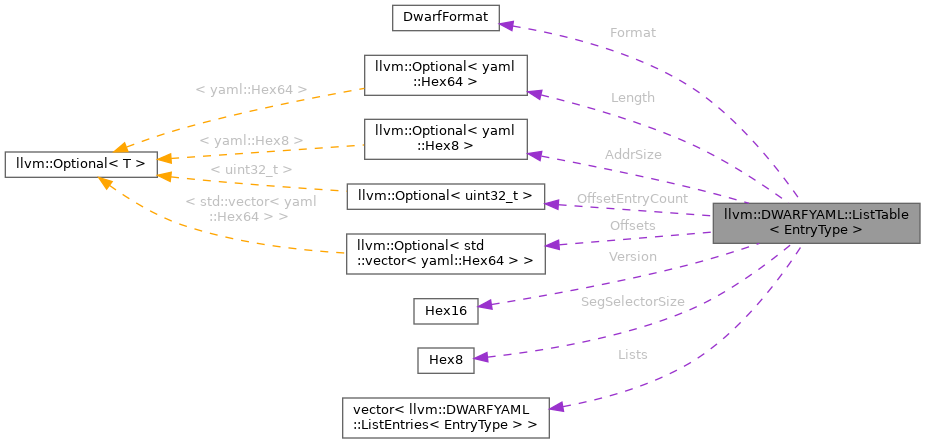 DwarfFormat
Format
llvm::Optional< yaml
::Hex64 >
< yaml::Hex64 >
Length
llvm::Optional< yaml
::Hex8 >
< yaml::Hex8 >
AddrSize
llvm::Optional< T >
< uint32_t >
llvm::Optional< uint32_t >
OffsetEntryCount
< std::vector< yaml
::Hex64 > >
llvm::Optional< std
::vector< yaml::Hex64 > >
Offsets
llvm::DWARFYAML::ListTable
< EntryType >
Version
Hex16
SegSelectorSize
Hex8
Lists
vector< llvm::DWARFYAML
::ListEntries< EntryType > >